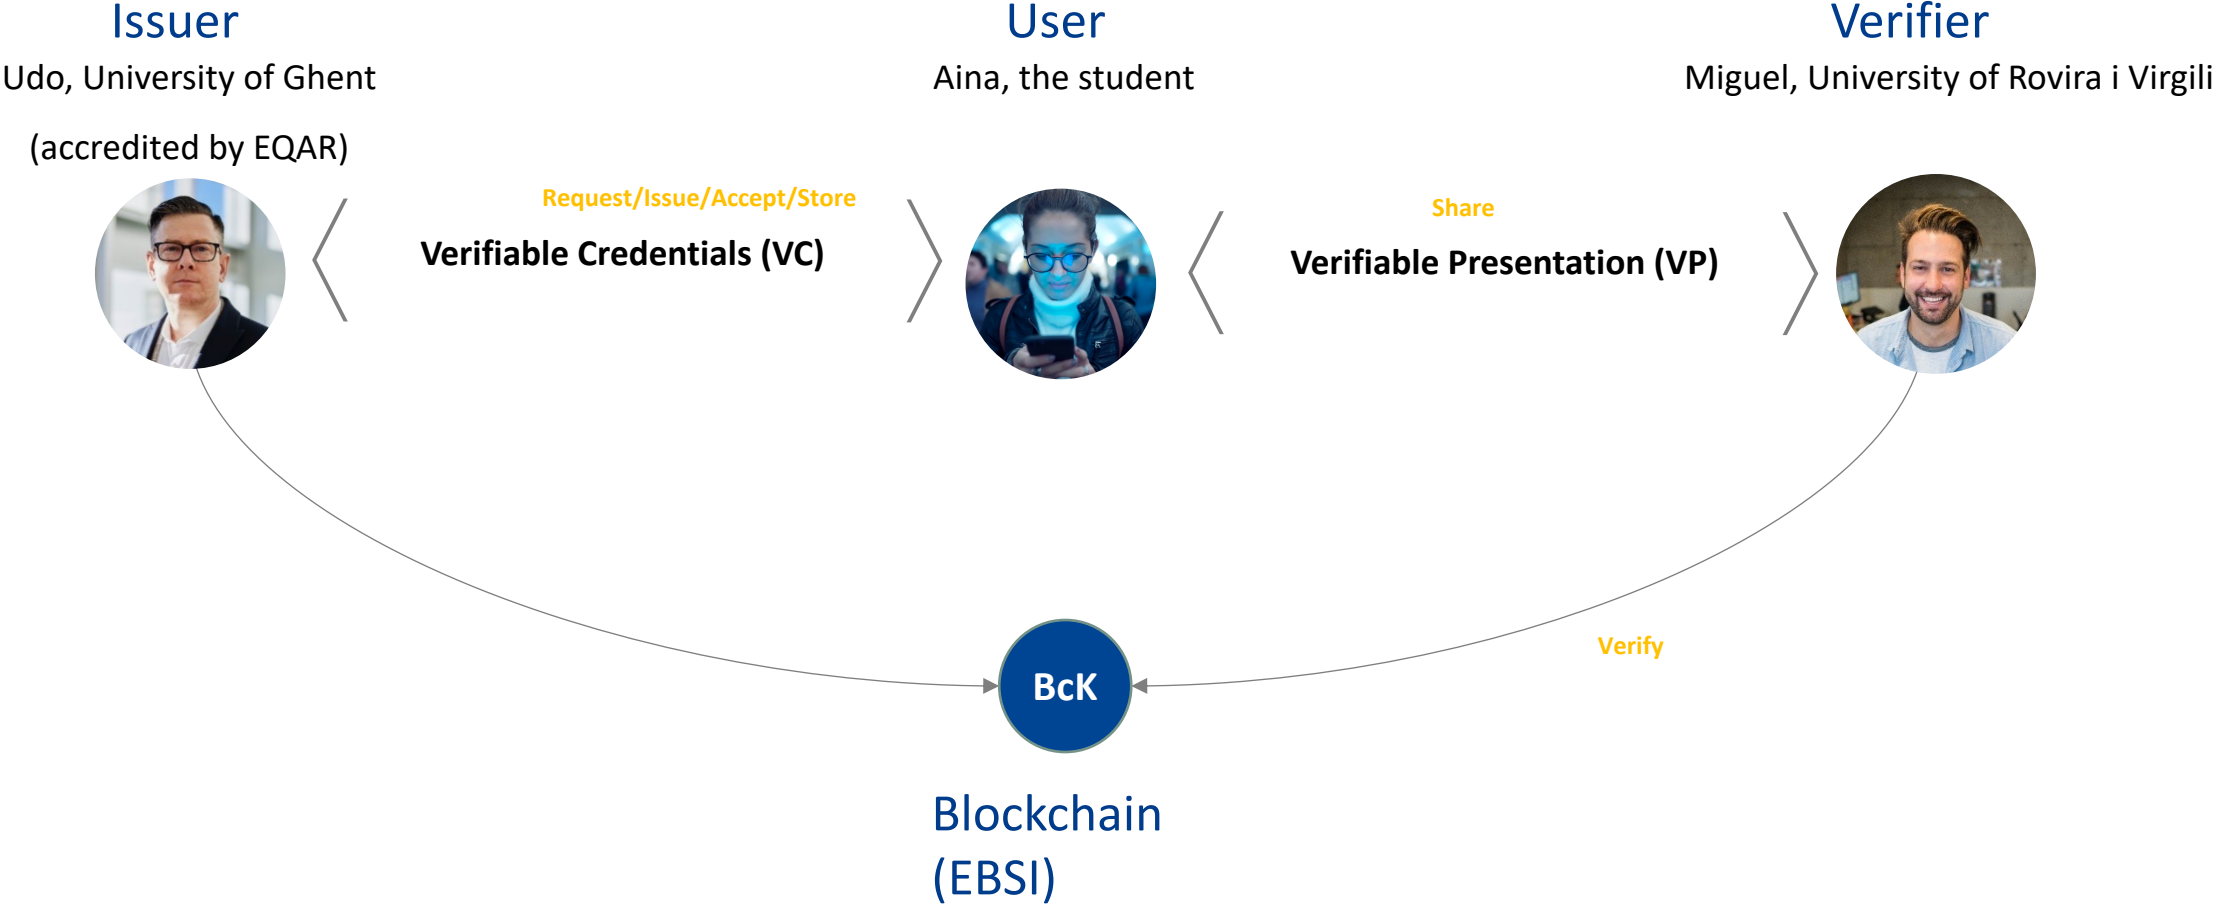 Issuer
User
Verifier
Udo, University of Ghent
Aina, the student
Miguel, University of Rovira i Virgili
(accredited by EQAR)
Request/Issue/Accept/Store
Share
Verifiable Credentials (VC)
Verifiable Presentation (VP)
Verify
BcK
Blockchain
(EBSI)